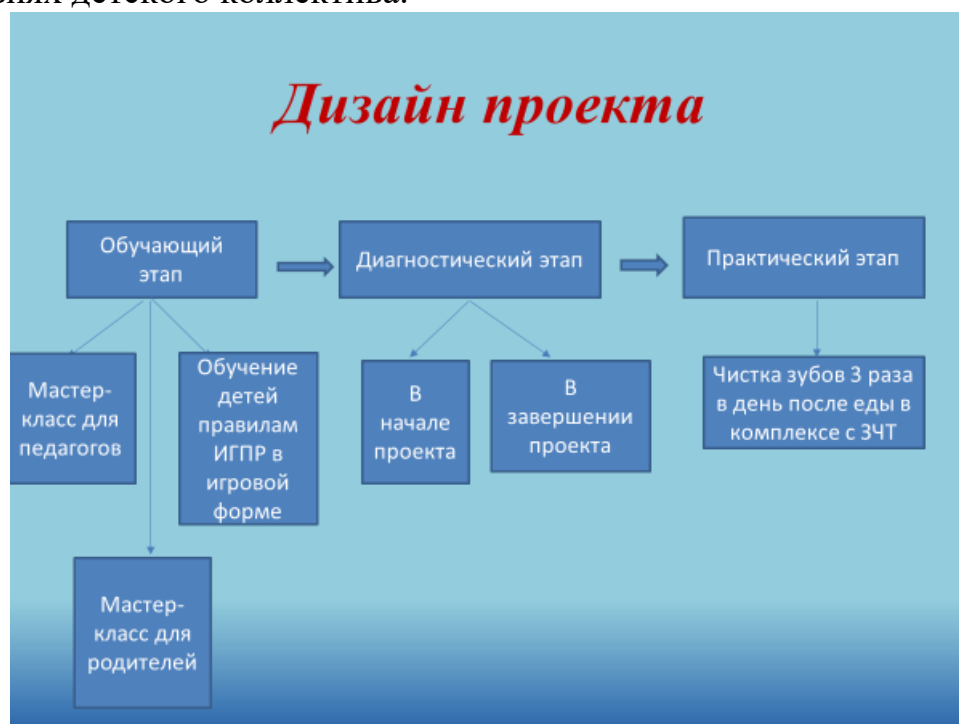 детского коллектива.
Дизайн проекта
Обучающий
этап
Диагностический этап
Практический этап
Мастер-
класс для
педагогов
Обучение
детей
правилам
ИГПР в
игровой
форме
В
начале
проекта
В
завершении
проекта
Чистка зубов 3 раза
в день после еды в
комплексе с ЗЧТ
Мастер-
класс для
родителей